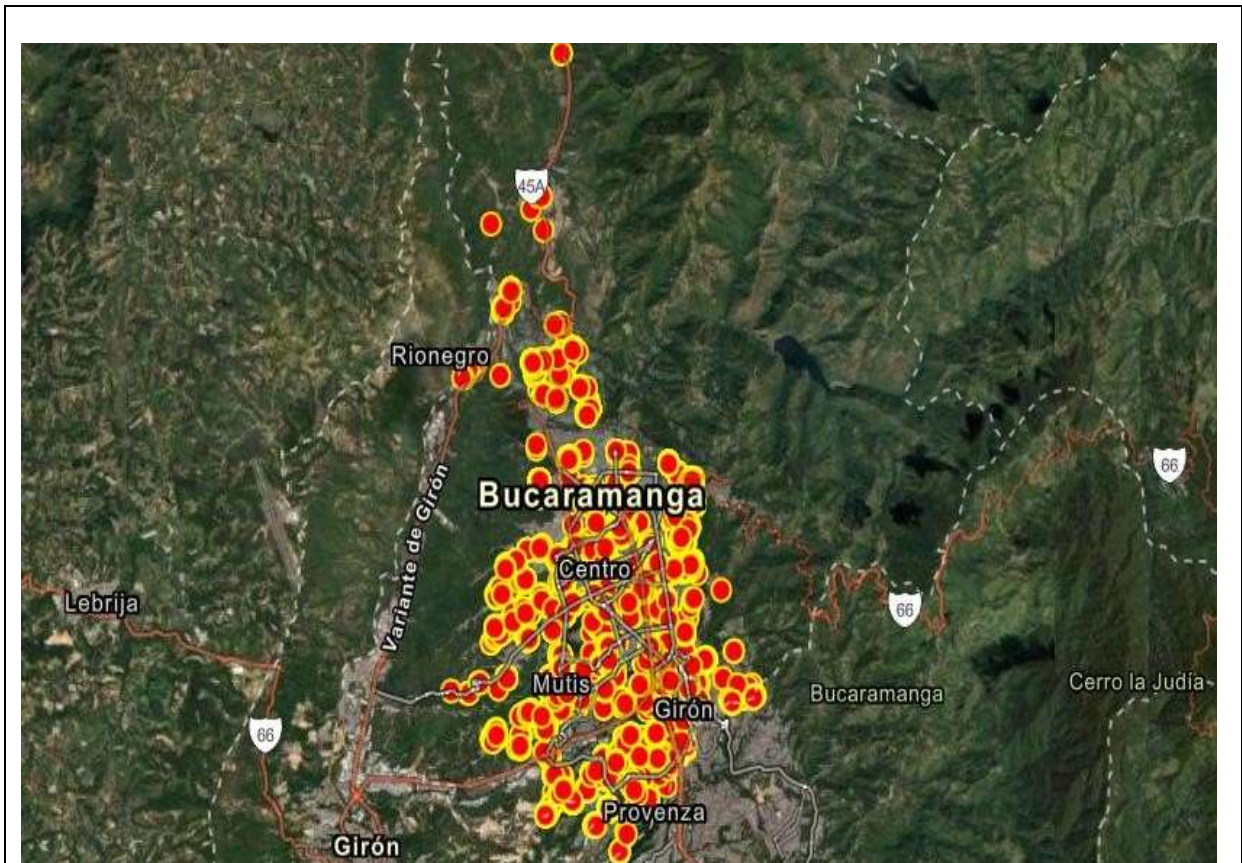 45A
Rionegro
66
Bucaramanga
Variante de Girón
Centro
Lebrija
66
Mutis
Bucaramanga
Cerro la Judía
Girón
66
Provenza
Girón